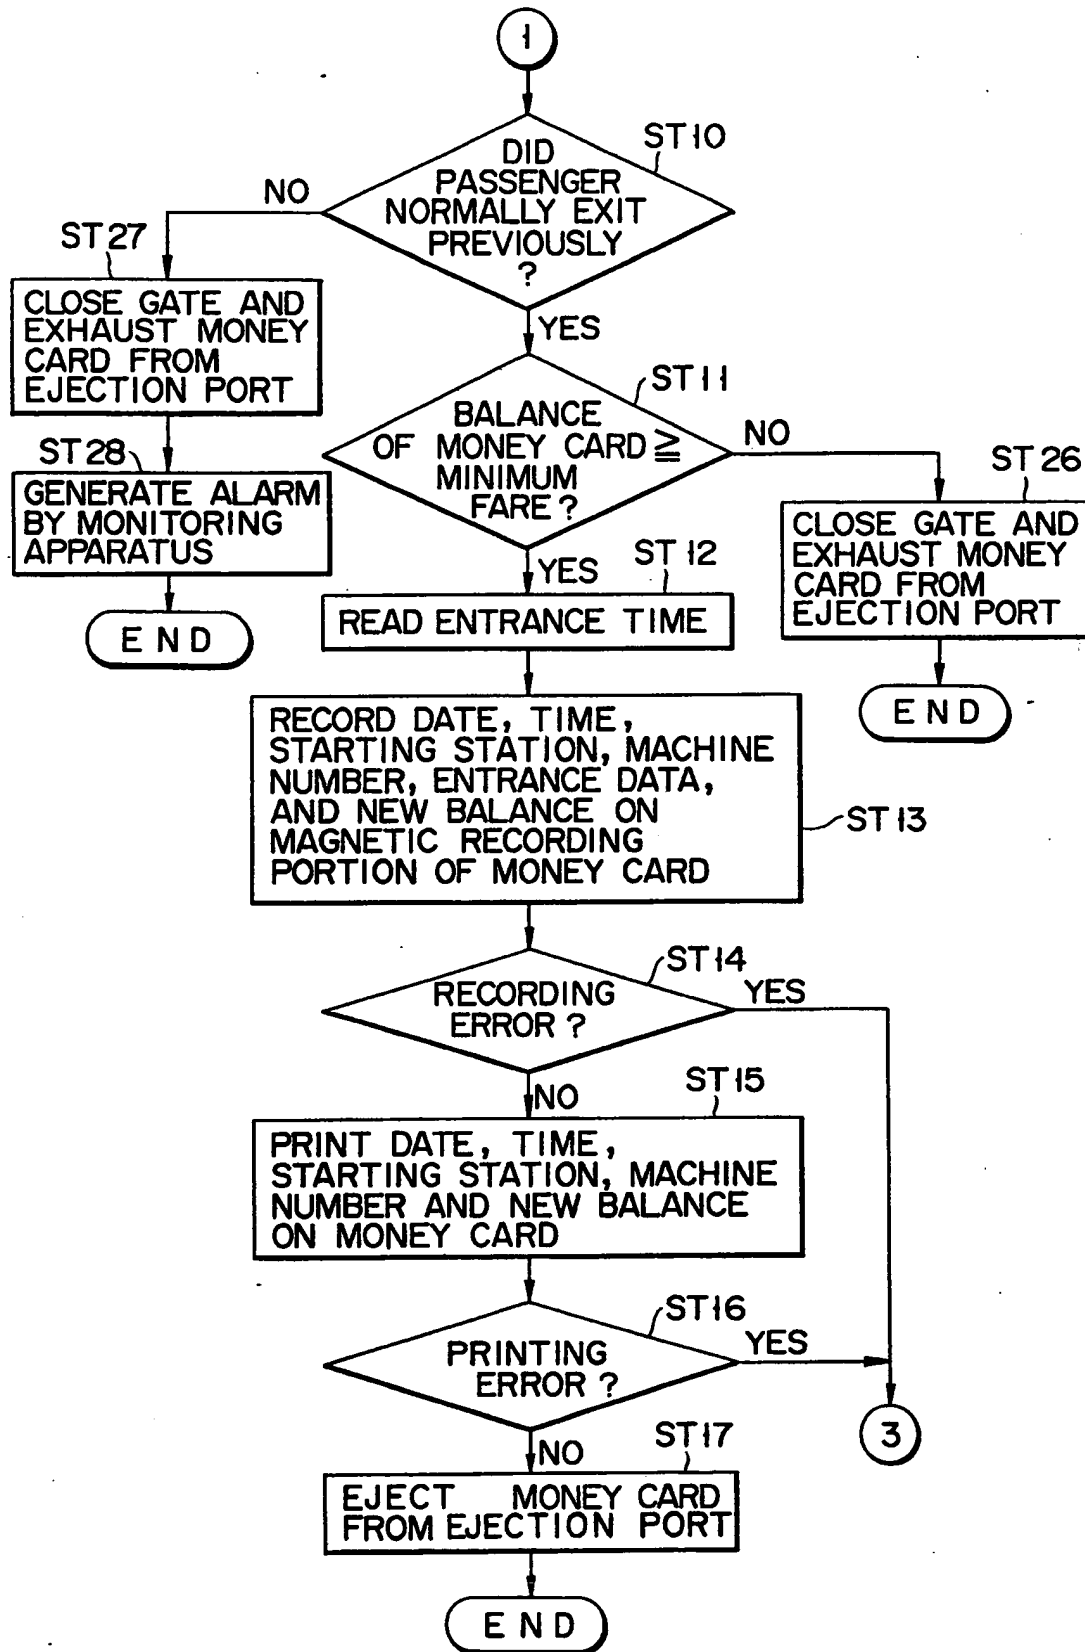 1
ST10
DID
PASSENGER
NORMALLY EXIT
PREVIOUSLY
?
NO
YES
ST27
CLOSE GATE AND
EXHAUST MONEY
CARD FROM
EJECTION PORT
ST28
GENERATE ALARM
BY MONITORING
APPARATUS
END
ST11
BALANCE
OF MONEY CARD ≧
MINIMUM
FARE?
NO
YES
ST26
CLOSE GATE AND
EXHAUST MONEY
CARD FROM
EJECTION PORT
END
ST12
READ ENTRANCE TIME
RECORD DATE, TIME,
STARTING STATION, MACHINE
NUMBER, ENTRANCE DATA,
AND NEW BALANCE ON
MAGNETIC RECORDING
PORTION OF MONEY CARD
ST13
ST14
RECORDING
ERROR?
YES
NO
ST15
PRINT DATE, TIME,
STARTING STATION, MACHINE
NUMBER AND NEW BALANCE
ON MONEY CARD
ST16
PRINTING
ERROR?
YES
3
NO
ST17
EJECT MONEY CARD
FROM EJECTION PORT
END